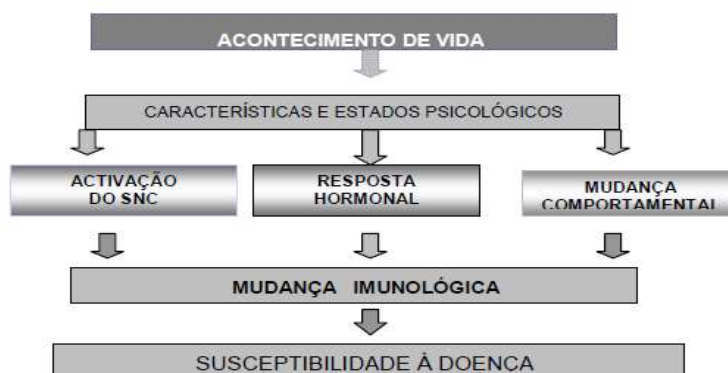 ACONTECIMENTO DE VIDA
CARACTERÍSTICAS E ESTADOS PSICOLÓGICOS
ACTIVAÇÃO
DO SNC
RESPOSTA
HORMONAL
MUDANÇA
COMPORTAMENTAL
MUDANÇA IMUNOLÓGICA
SUSCEPTIBILIDADE À DOENÇA